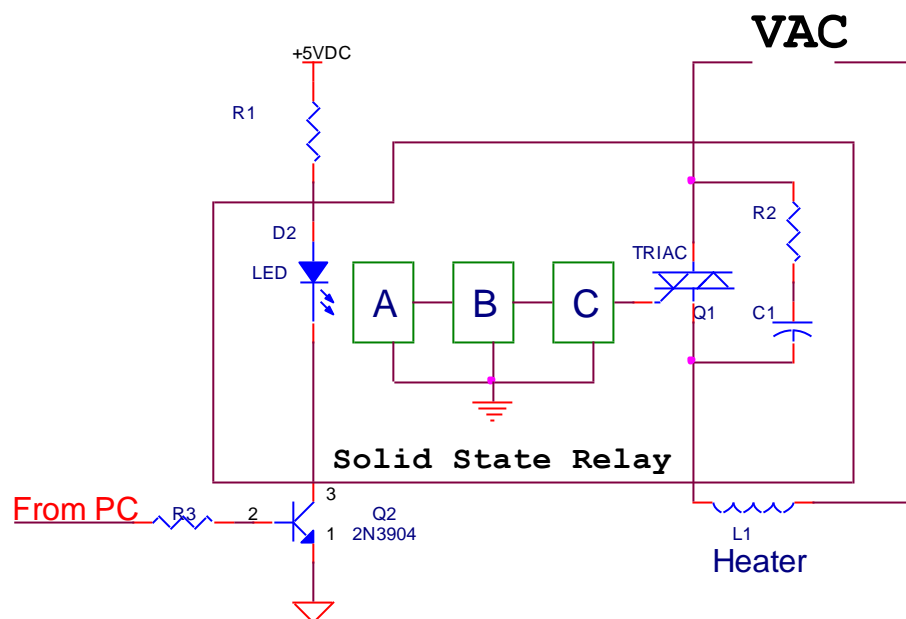 VAC
+5VDC
R1
R2
D2
TRIAC
LED
A
B
C
Q1
C1
Solid State Relay
3
From PC
R3
2
Q2
1
2N3904
L1
Heater